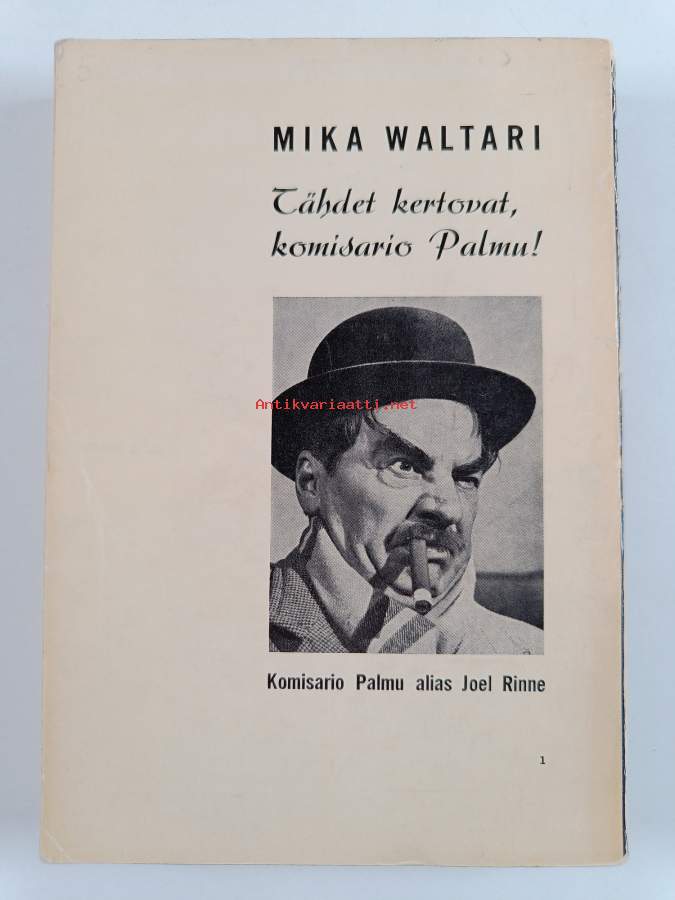 MIKA WALTARI
Tähdet kertovat,
komisario Palmu!
Antikvariaatti.net
Komisario Palmu alias Joel Rinne
1